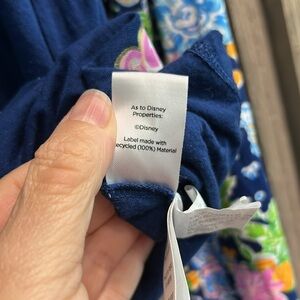 As to Disney
Properties:
©Disney
Label made with
ecycled (100%) Material